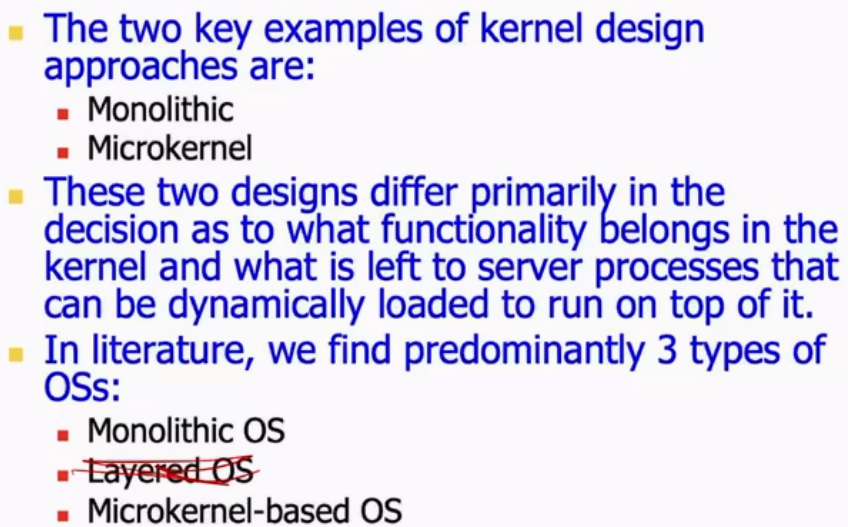 The two key examples of kernel design
approaches are:
Monolithic
Microkernel
These two designs differ primarily in the
decision as to what functionality belongs in the
kernel and what is left to server processes that
can be dynamically loaded to run on top of it.
In literature, we find predominantly 3 types of
OSs:
Monolithic OS
Layered OS
Microkernel-based OS